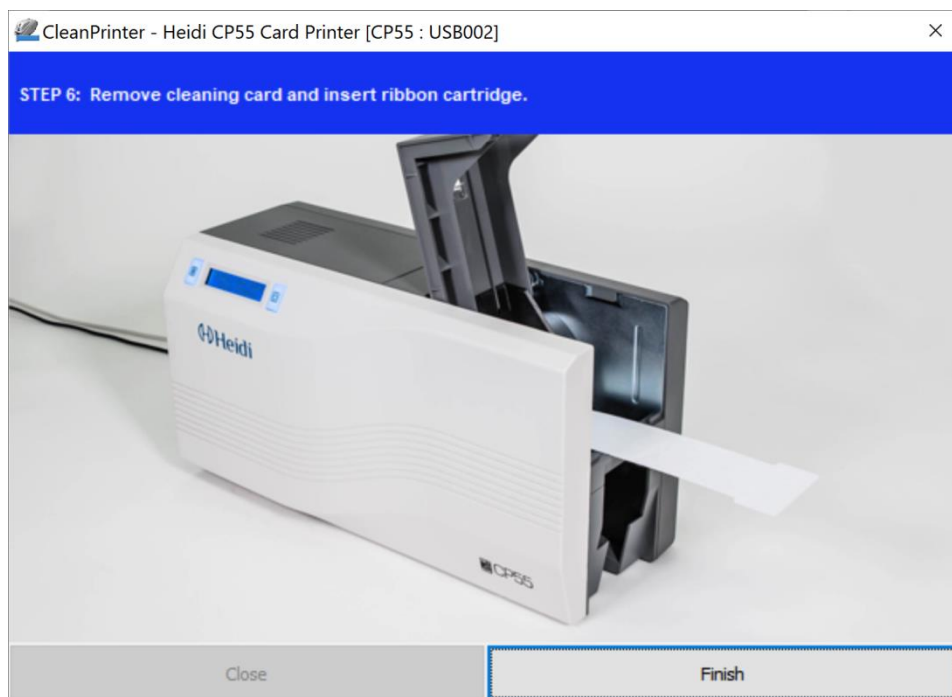 CleanPrinter - Heidi CP55 Card Printer [CP55 : USB002]
STEP 6: Remove cleaning card and insert ribbon cartridge.
Heidi
CP55
Close
Finish